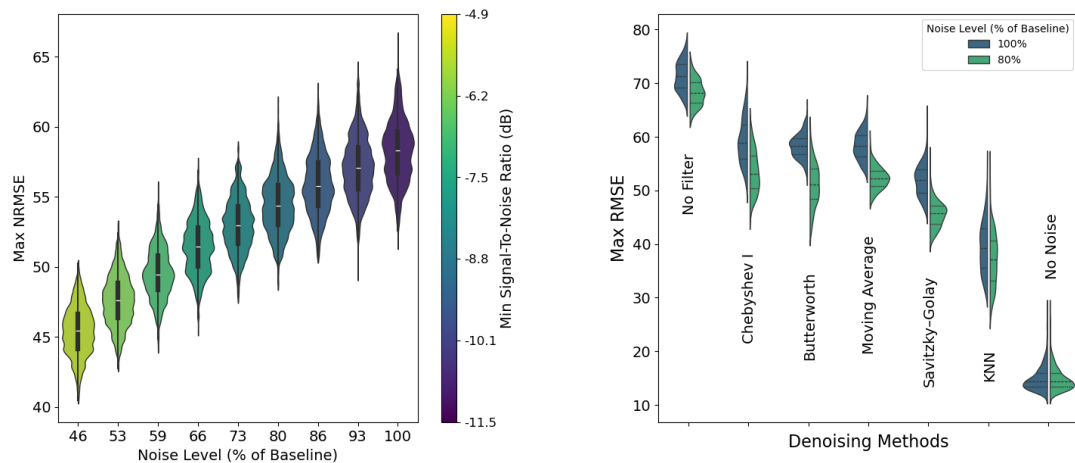 65
60
55
50
45
40
Max NRMSE
46 53 59 66 73 80 86 93 100
Noise Level (% of Baseline)
-4.9
-6.2
-7.5
-8.8
-10.1
-11.5
Min Signal-To-Noise Ratio (dB)
80
70
60
50
40
30
20
10
Max RMSE
Noise Level (% of Baseline)
100%
80%
No Filter
Chebyshev I
Butterworth
Moving Average
Savitzky–Golay
KNN
No Noise
Denoising Methods